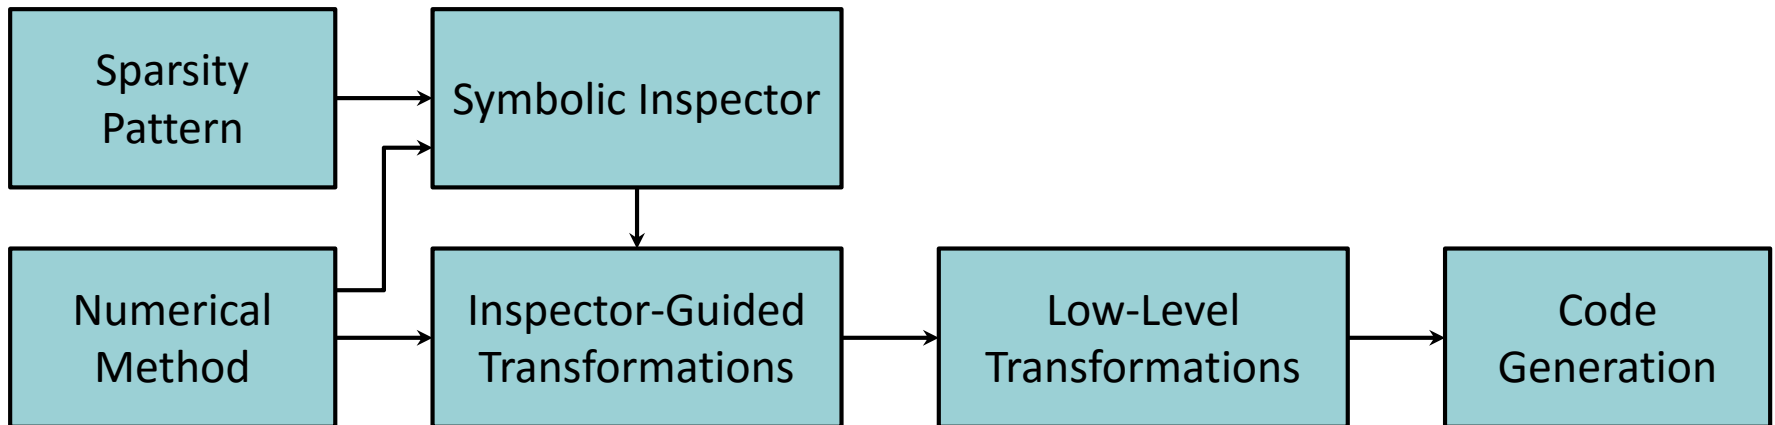 Sparsity
Pattern
Symbolic Inspector
Numerical
Method
Inspector-Guided
Transformations
Low-Level
Transformations
Code
Generation